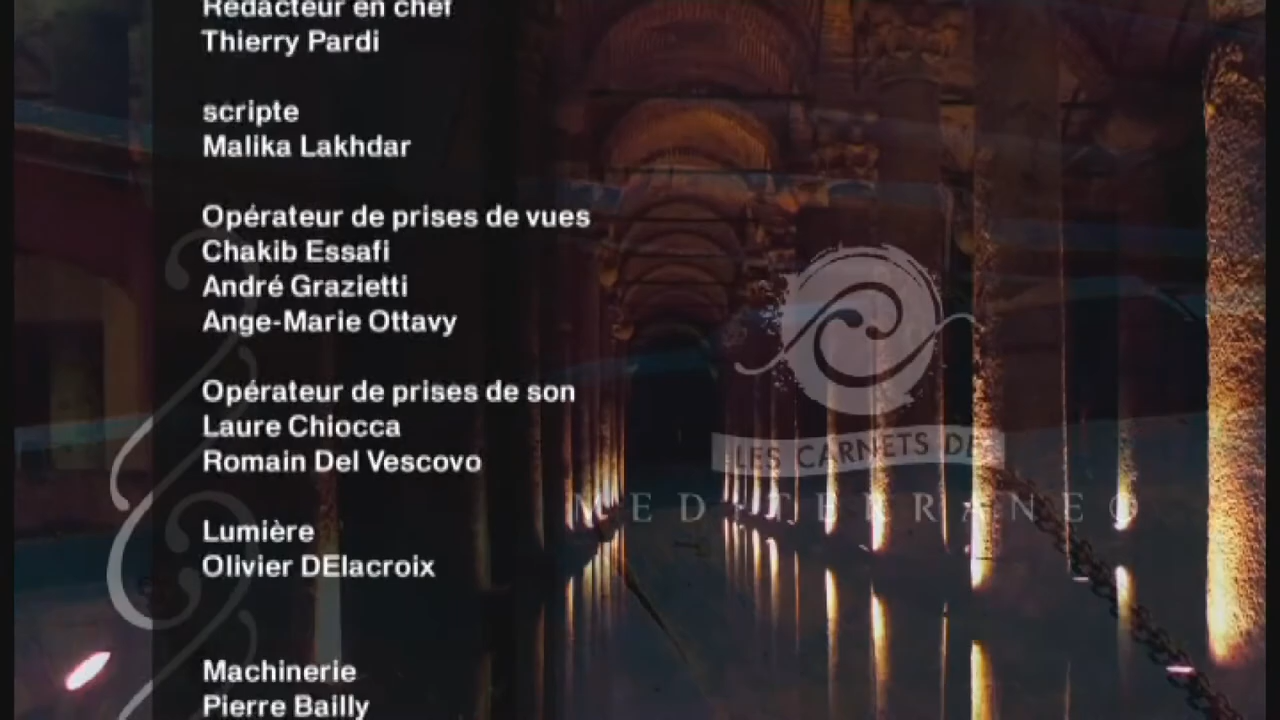 Rédacteur en chef
Thierry Pardi
scripte
Malika Lakhdar
Opérateur de prises de vues
Chakib Essafi
André Grazietti
Ange-Marie Ottavy
Opérateur de prises de son
Laure Chiocca
Romain Del Vescovo
Lumière
Olivier DElacroix
Machinerie
Pierre Bailly
LES CARNETS DE
MEDITERRANEO